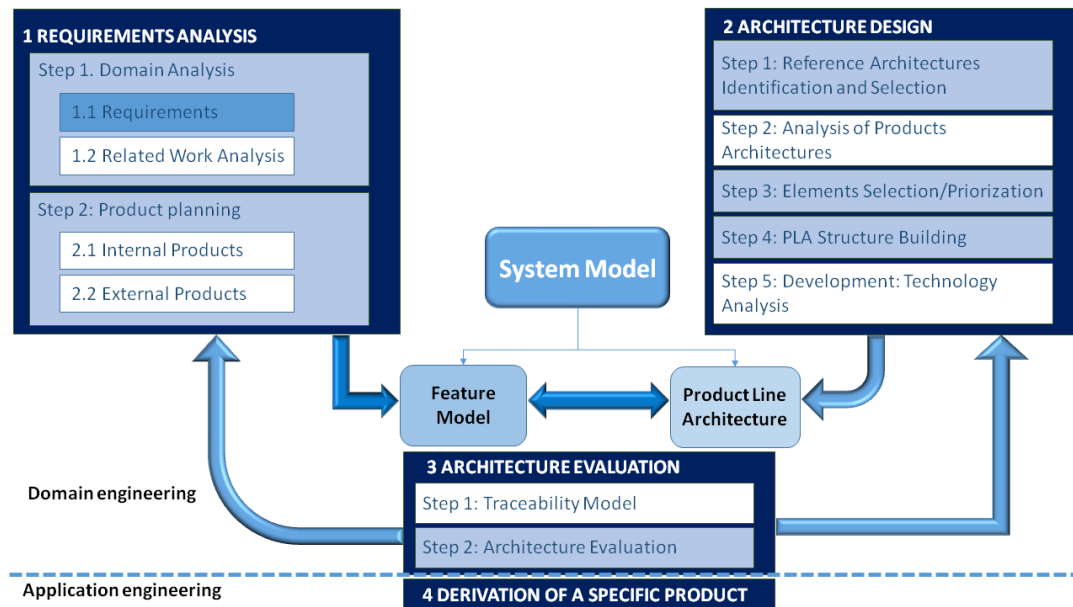 1 REQUIREMENTS ANALYSIS
Step 1. Domain Analysis
1.1 Requirements
1.2 Related Work Analysis
Step 2: Product planning
2.1 Internal Products
2.2 External Products
2 ARCHITECTURE DESIGN
Step 1: Reference Architectures
Identification and Selection
Step 2: Analysis of Products
Architectures
Step 3: Elements Selection/Priorization
Step 4: PLA Structure Building
Step 5: Development: Technology
Analysis
System Model
Feature
Model
Product Line
Architecture
3 ARCHITECTURE EVALUATION
Step 1: Traceability Model
Step 2: Architecture Evaluation
Domain engineering
Application engineering
4 DERIVATION OF A SPECIFIC PRODUCT